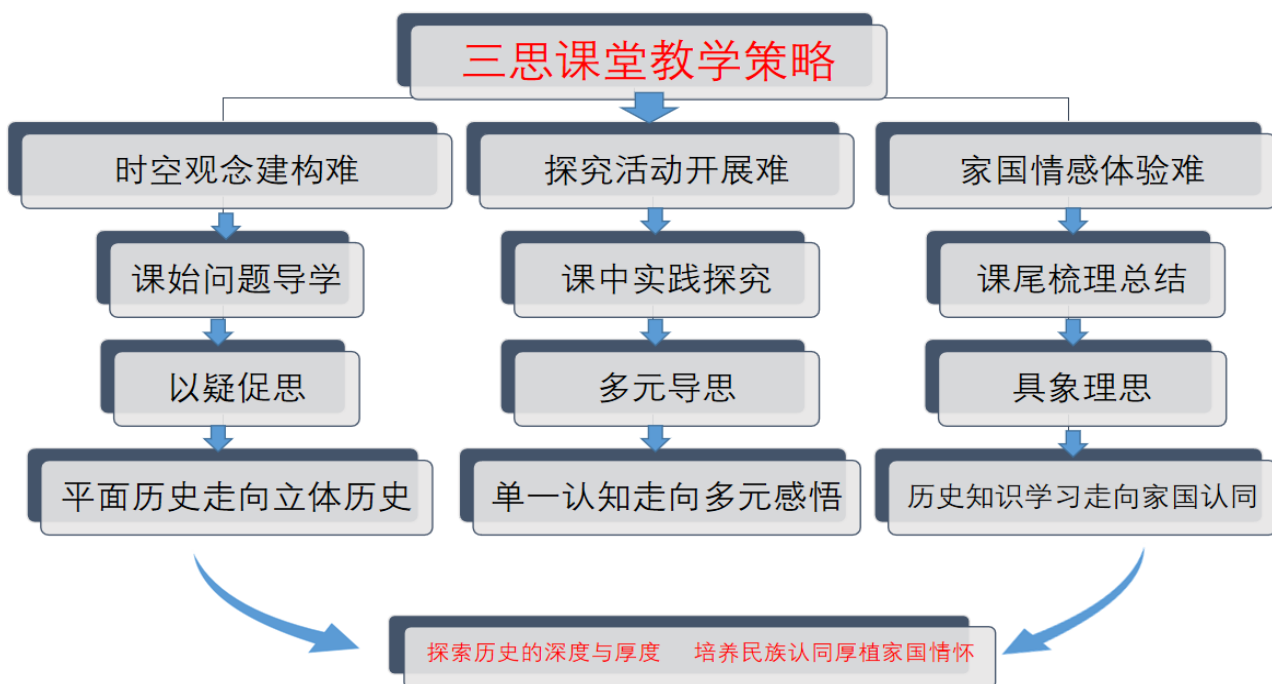 三思课堂教学策略
时空观念建构难
探究活动开展难
家国情感体验难
课始问题导学
课中实践探究
课尾梳理总结
以疑促思
多元导思
具象理思
平面历史走向立体历史
单一认知走向多元感悟
历史知识学习走向家国认同
探索历史的深度与厚度 培养民族认同厚植家国情怀